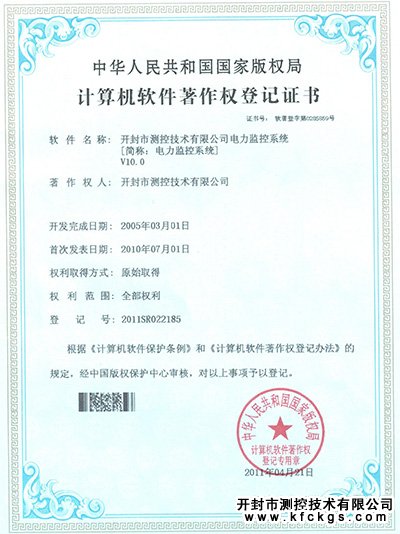 中华人民共和国国家版权局
计算机软件著作权登记证书
证书号： 软著登字第0285859号
软件名称： 开封市测控技术有限公司电力监控系统
[简称：电力监控系统]
V10.0
著作权人： 开封市测控技术有限公司
开发完成日期： 2005年03月01日
首次发表日期： 2010年07月01日
权利取得方式： 原始取得
权利范围： 全部权利
登记号： 2011SR022185
根据《计算机软件保护条例》和《计算机软件著作权登记办法》的
规定，经中国版权保护中心审核，对以上事项予以登记。
中华人民共和国国家版权局
计算机软件著作权
登记专用章
2011年04月21日
开封市测控技术有限公司
www.kfckgs.com